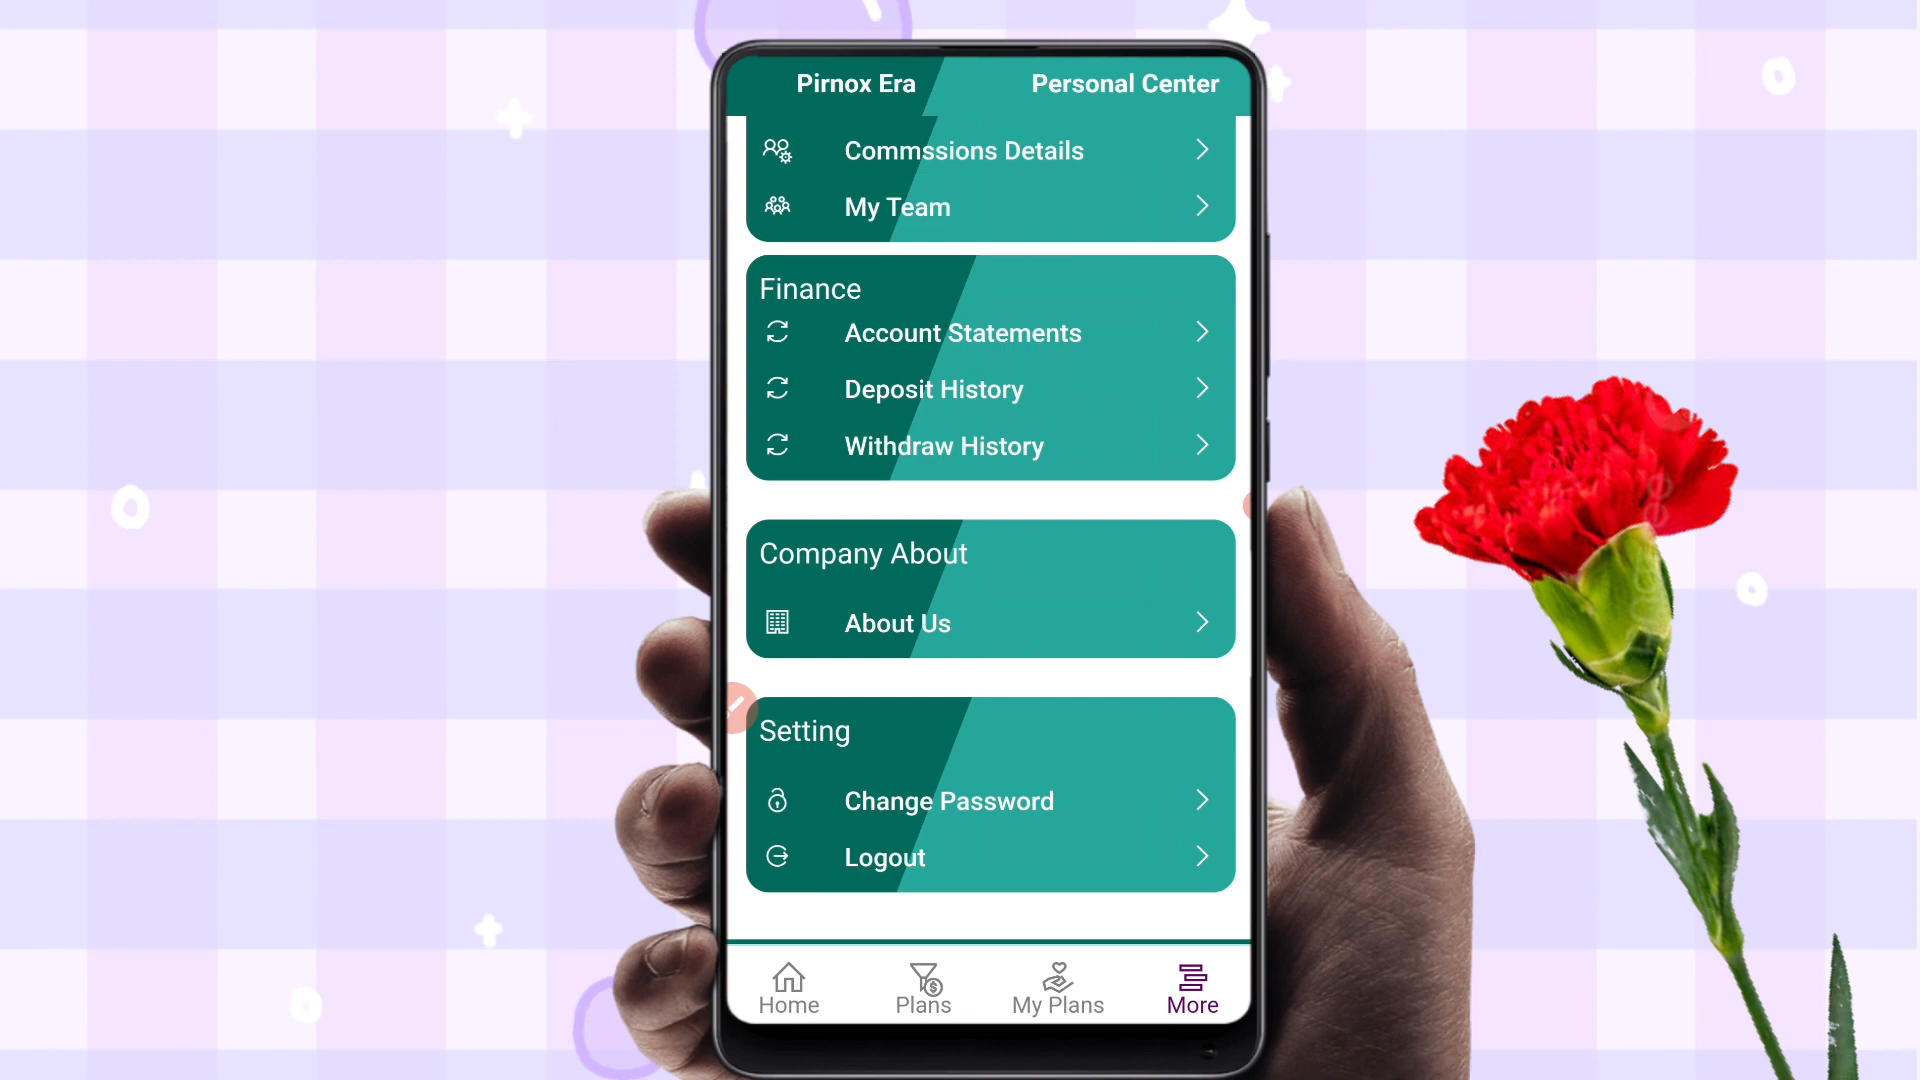 Pirnox Era
Personal Center
Commssions Details
My Team
Finance
Account Statements
Deposit History
Withdraw History
Company About
About Us
Setting
Change Password
Logout
Home
Plans
My Plans
More